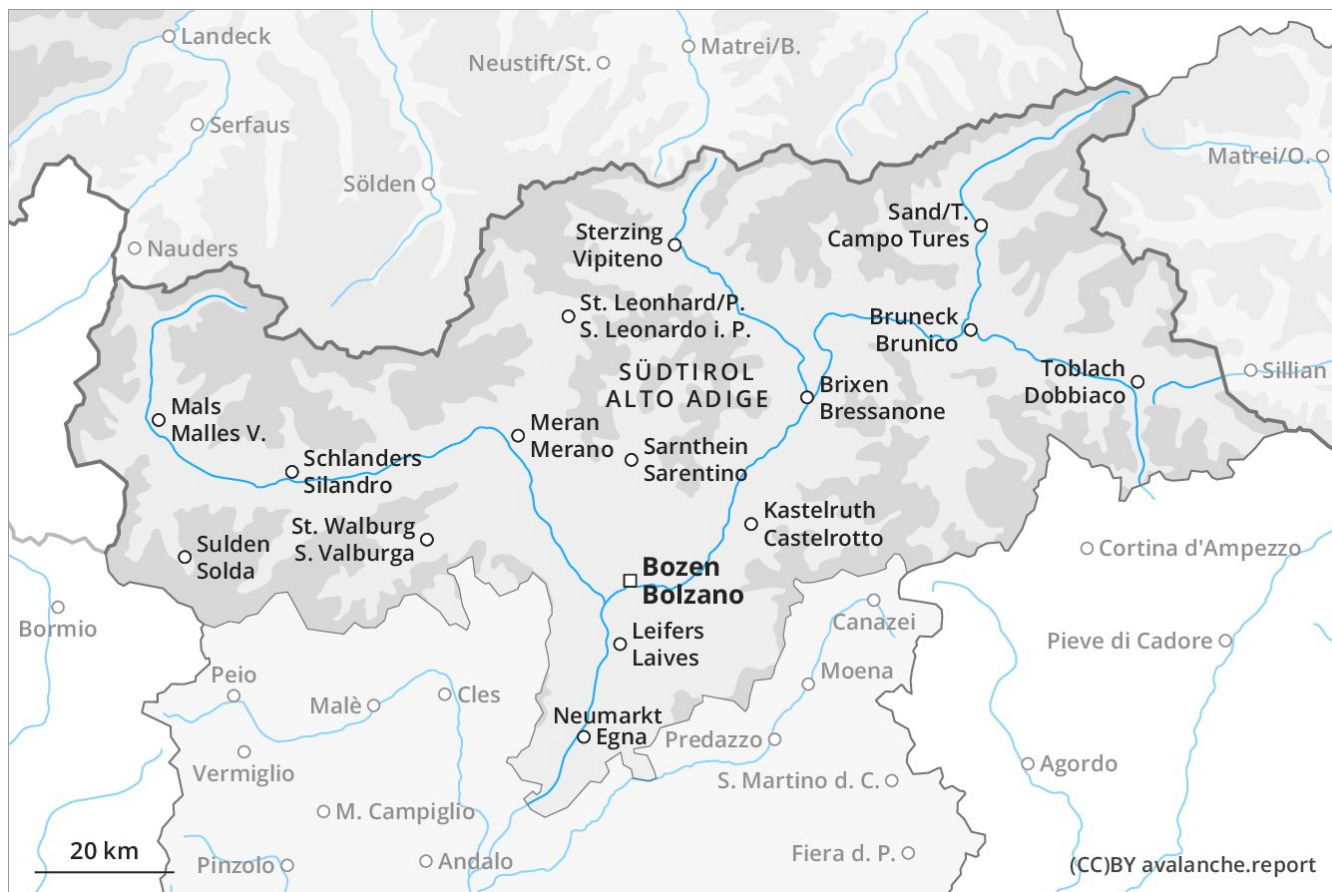 Landeck
Matrei/B.
Neustift/St.
Serfaus
Matrei/O.
Sölden
Sand/T.
Campo Tures
Sterzing
Vipiteno
Nauders
St. Leonhard/P.
S. Leonardo i. P.
Bruneck
Brunico
SÜDTIROL
ALTO ADIGE
Toblach
Dobbiaco
Sillian
Brixen
Bressanone
Mals
Malles V.
Meran
Merano
Sarnthein
Sarentino
Schlanders
Silandro
Kastelruth
Castelrotto
St. Walburg
S. Valburga
Sulden
Solda
Cortina d'Ampezzo
Bozen
Bolzano
Bormio
Canazei
Leifers
Laives
Pieve di Cadore
Peio
Moena
Malè
Cles
Neumarkt
Egna
Predazzo
Vermiglio
Agordo
S. Martino d. C.
M. Campiglio
20 km
Pinzolo
Andalo
Fiera d. P.
(CC)BY avalanche.report